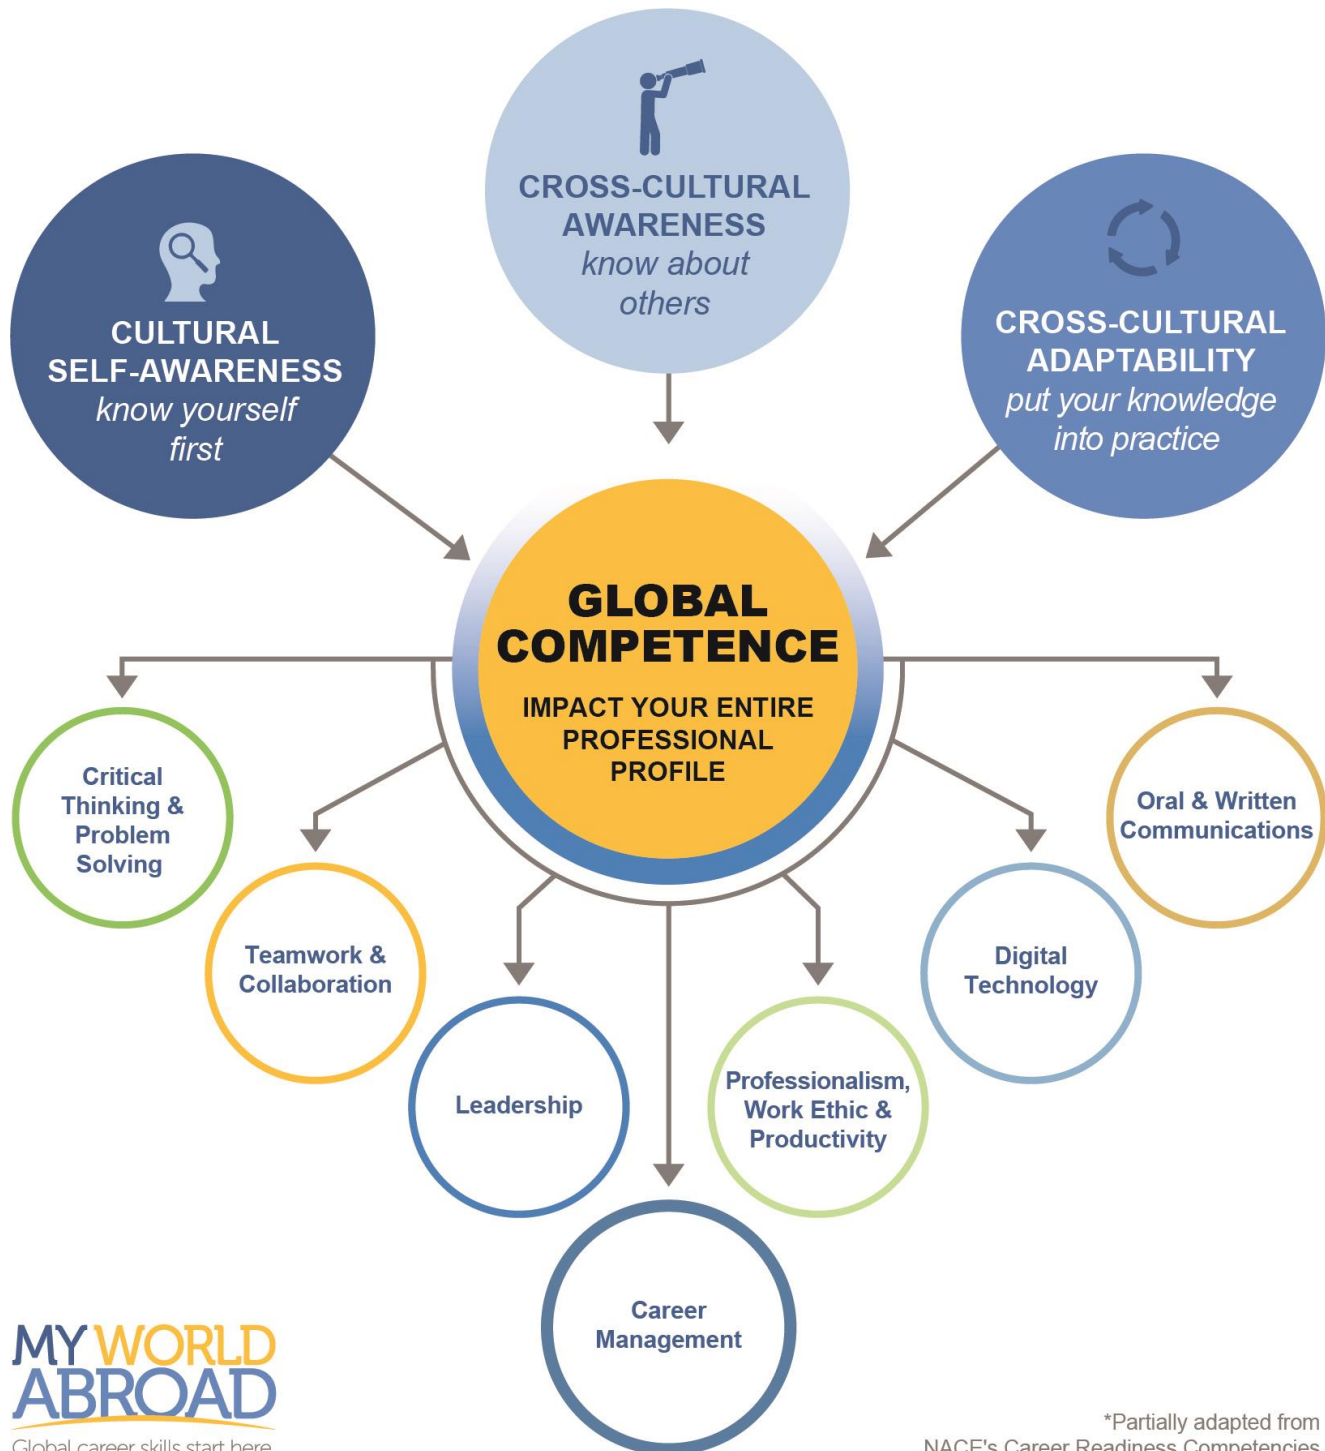 CROSS-CULTURAL
AWARENESS
know about
others
CULTURAL
SELF-AWARENESS
know yourself
first
CROSS-CULTURAL
ADAPTABILITY
put your knowledge
into practice
GLOBAL
COMPETENCE
IMPACT YOUR ENTIRE
PROFESSIONAL
PROFILE
Critical
Thinking &
Problem
Solving
Teamwork &
Collaboration
Leadership
Career
Management
Professionalism,
Work Ethic &
Productivity
Digital
Technology
Oral & Written
Communications
MY WORLD
ABROAD
Global career skills start here
*Partially adapted from
NACE's Career Readiness Competencies